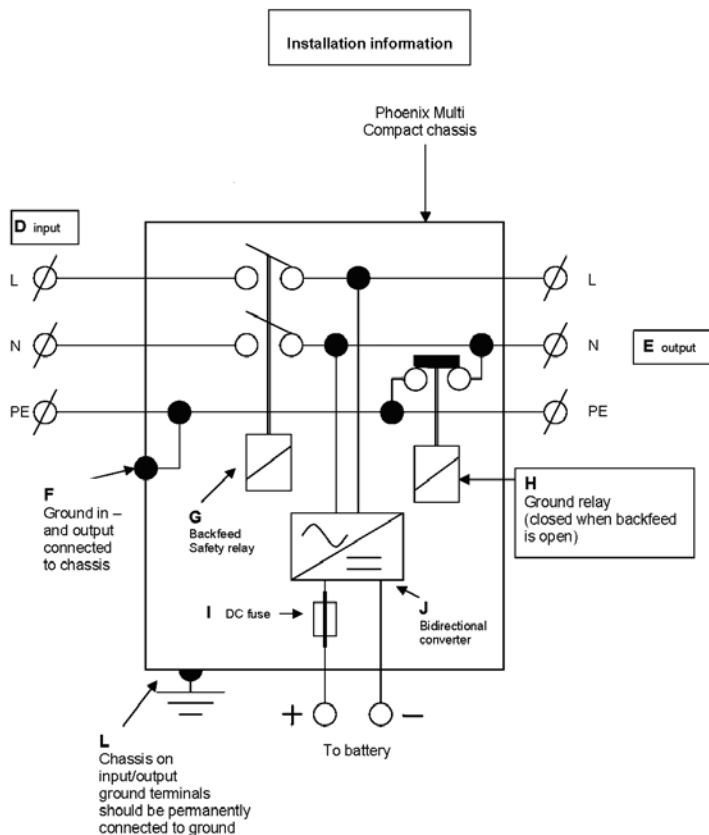 Installation information
Phoenix Multi
Compact chassis
D input
L
L
N
N
E output
PE
PE
F
Ground in –
and output
connected
to chassis
G
Backfeed
Safety relay
H
Ground relay
(closed when backfeed
is open)
I DC fuse
J
Bidirectional
converter
+
–
To battery
L
Chassis on
input/output
ground terminals
should be permanently
connected to ground